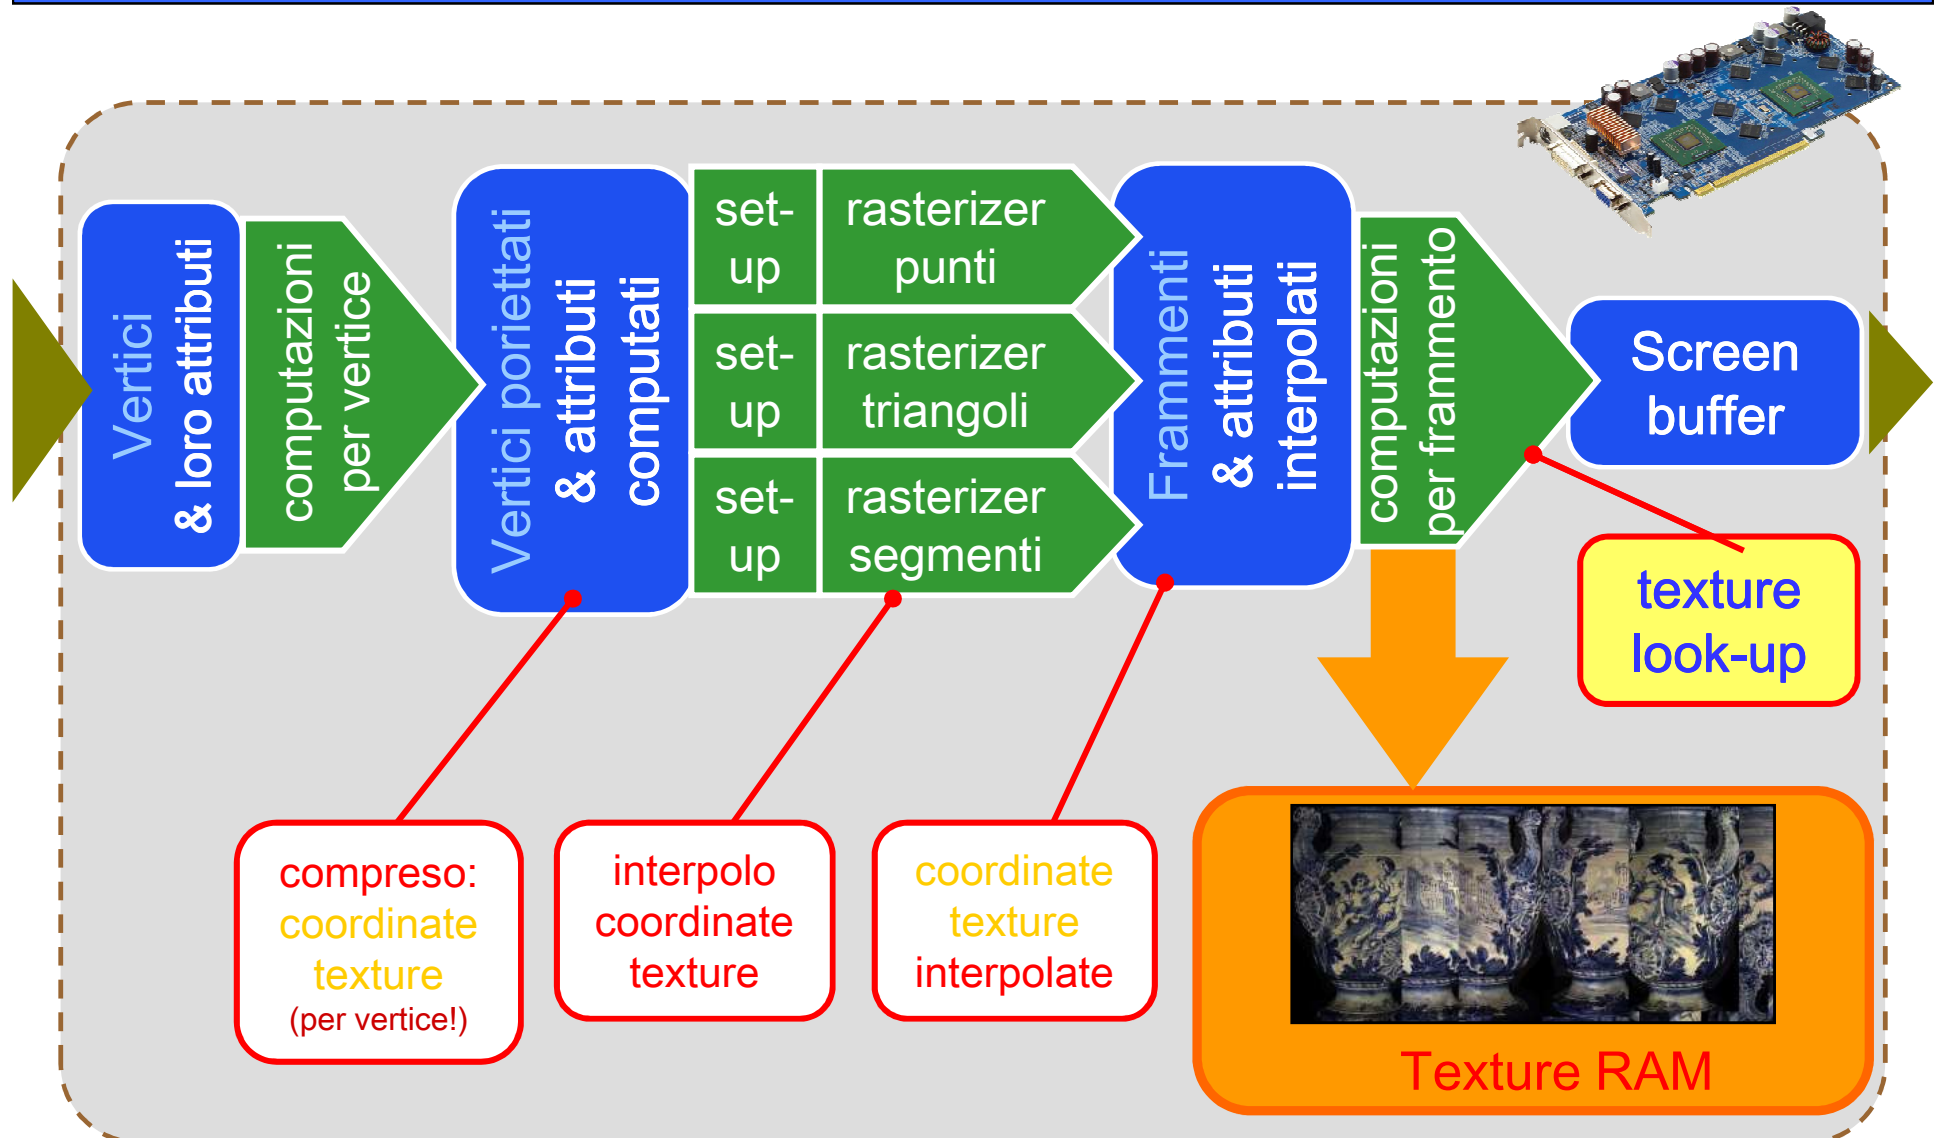 Vertici
& loro attributi
computazioni
per vertice
Vertici poriettati
& attributi
computati
set-
up
rasterizer
punti
set-
up
rasterizer
triangoli
set-
up
rasterizer
segmenti
Frammenti
& attributi
interpolati
computazioni
per frammento
Screen
buffer
texture
look-up
compreso:
coordinate
texture
(per vertice!)
interpolo
coordinate
texture
coordinate
texture
interpolate
Texture RAM